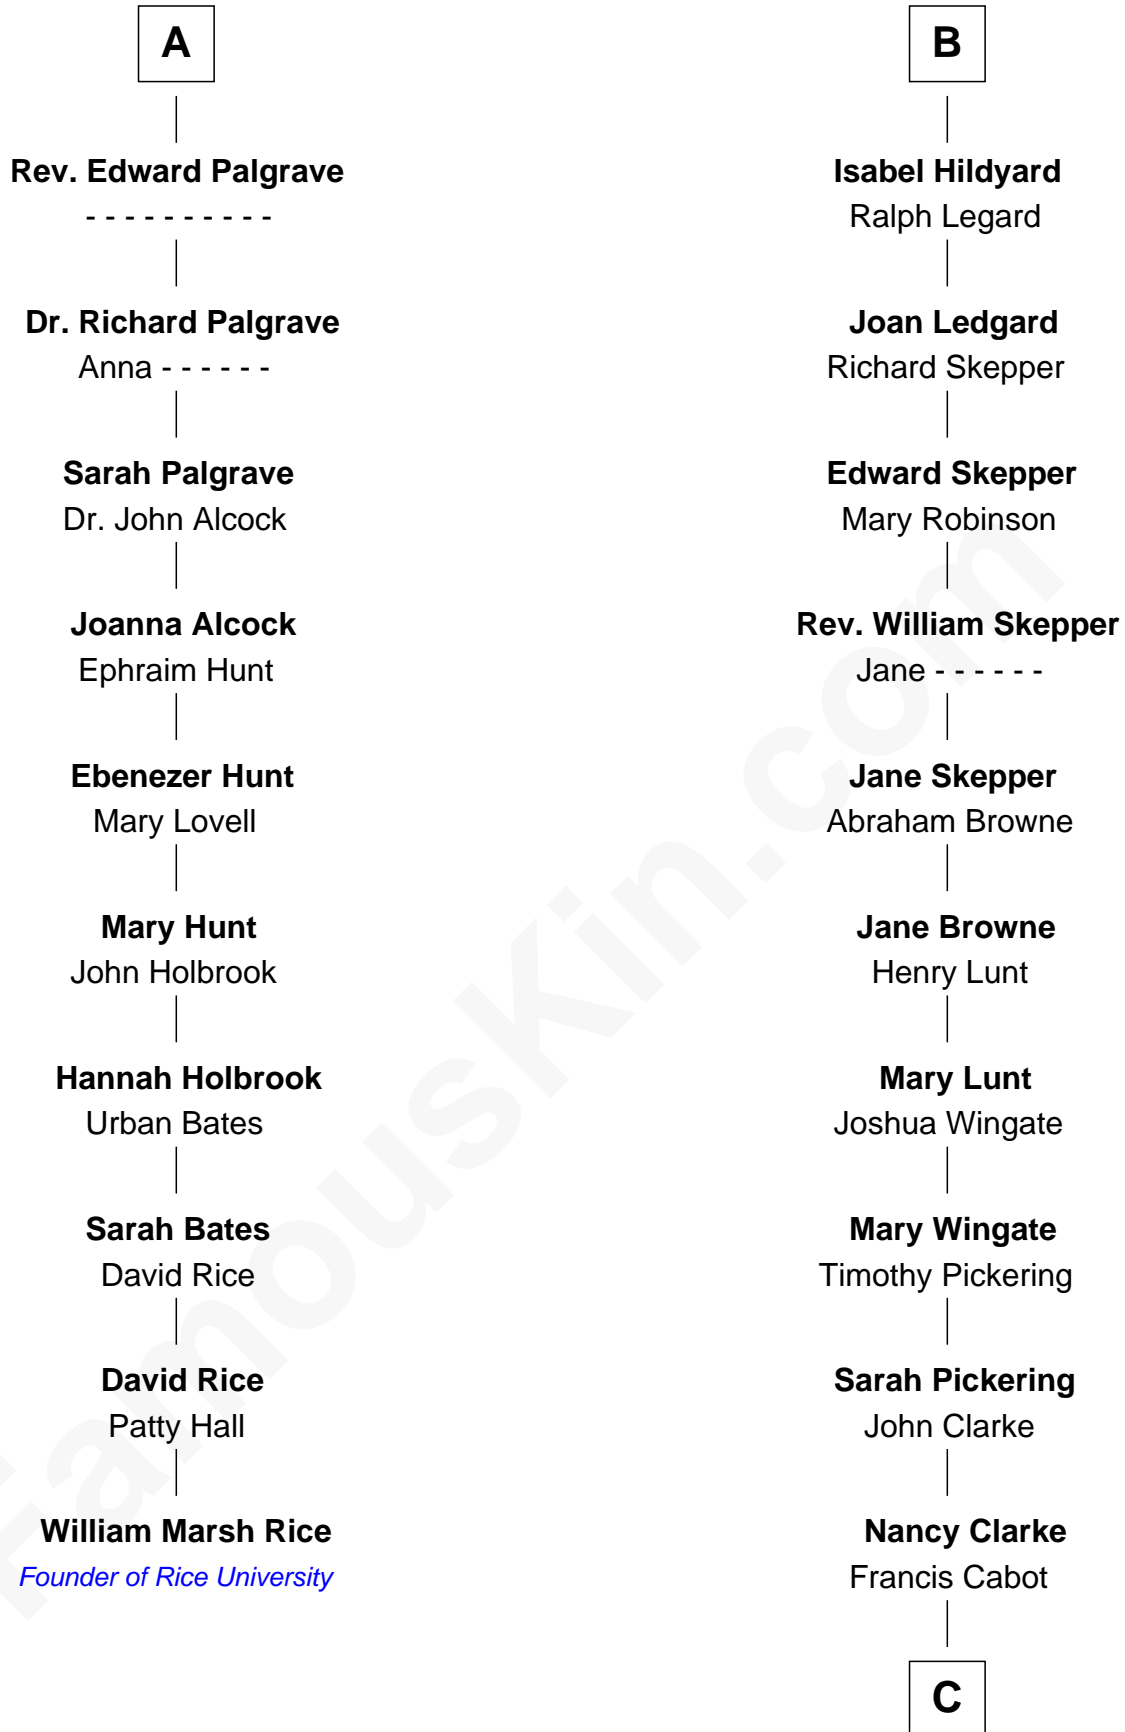 A
Rev. Edward Palgrave
- - - - - - - - - -
Dr. Richard Palgrave
Anna - - - - - -
Sarah Palgrave
Dr. John Alcock
Joanna Alcock
Ephraim Hunt
Ebenezer Hunt
Mary Lovell
Mary Hunt
John Holbrook
Hannah Holbrook
Urban Bates
Sarah Bates
David Rice
David Rice
Patty Hall
William Marsh Rice
Founder of Rice University
B
Isabel Hildyard
Ralph Legard
Joan Ledgard
Richard Skepper
Edward Skepper
Mary Robinson
Rev. William Skepper
Jane - - - - - -
Jane Skepper
Abraham Browne
Jane Browne
Henry Lunt
Mary Lunt
Joshua Wingate
Mary Wingate
Timothy Pickering
Sarah Pickering
John Clarke
Nancy Clarke
Francis Cabot
C
FamousKin.com